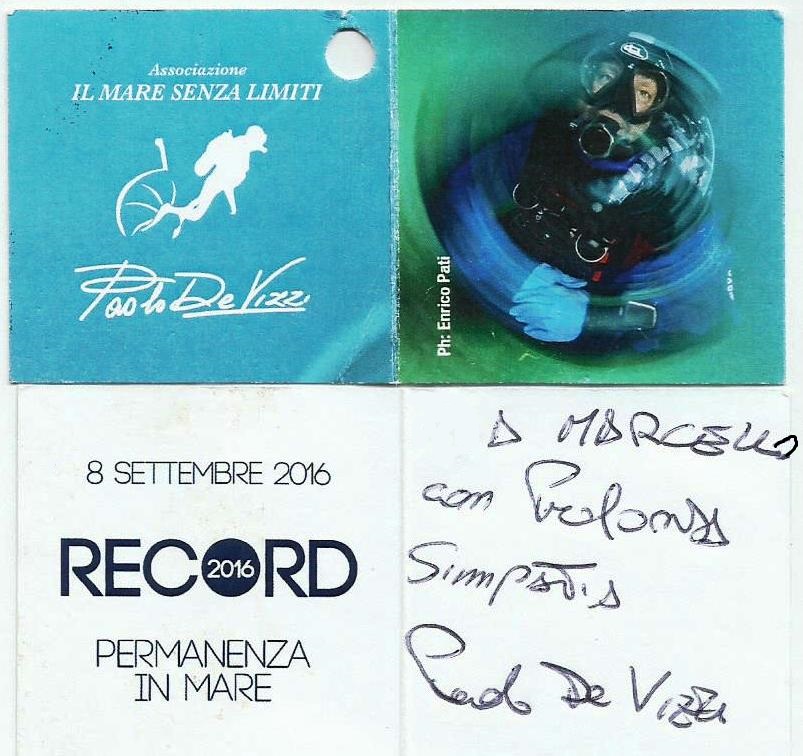 Associazione
IL MARE SENZA LIMITI
Paolo De Vizzi
Ph: Enrico Pati
8 SETTEMBRE 2016
RECORD
2016
PERMANENZA
IN MARE
A MARCELLO
con Profonda
Simpatia
Paolo De Vizzi